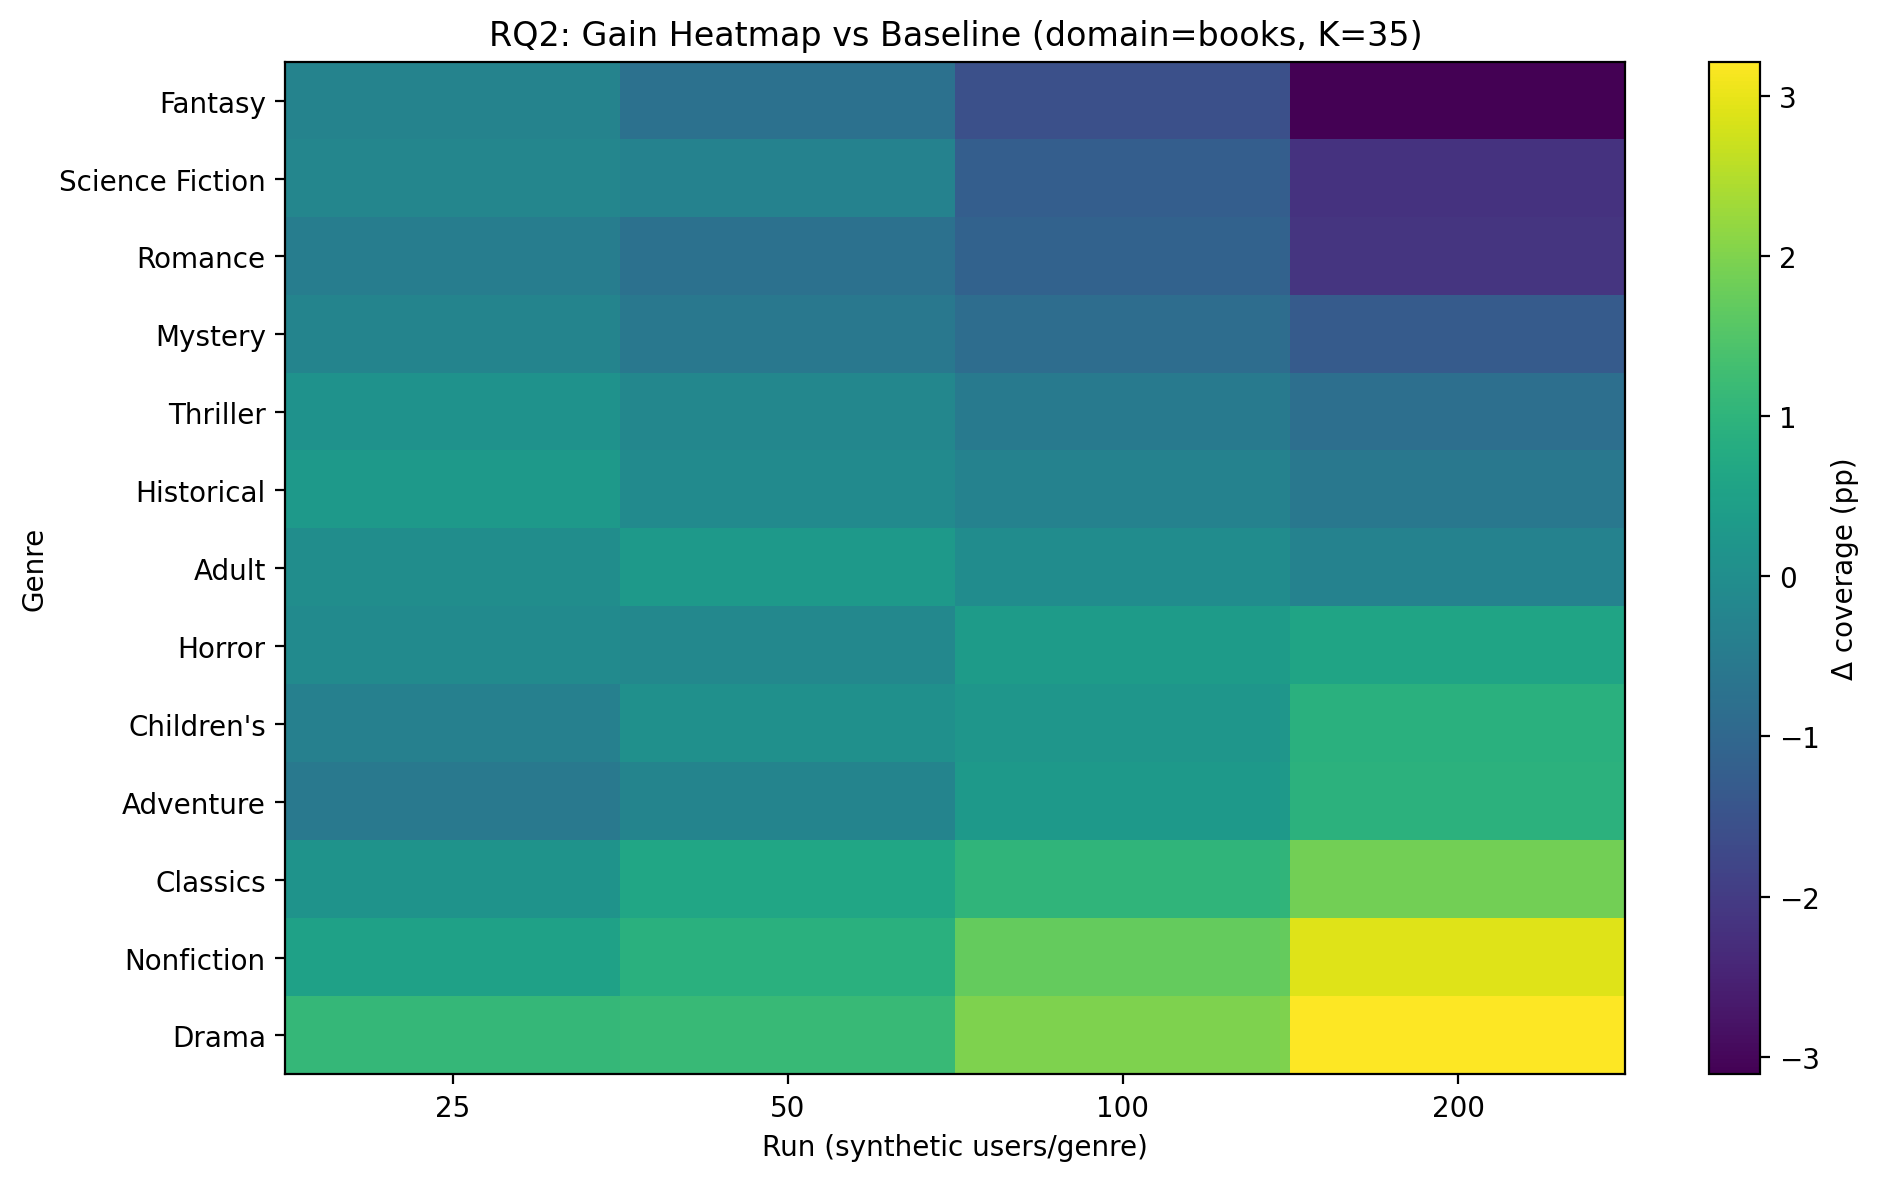 RQ2: Gain Heatmap vs Baseline (domain=books, K=35)
Genre
Fantasy
Science Fiction
Romance
Mystery
Thriller
Historical
Adult
Horror
Children's
Adventure
Classics
Nonfiction
Drama
25
50
100
200
Run (synthetic users/genre)
3
2
1
0
−1
−2
−3
Δ coverage (pp)